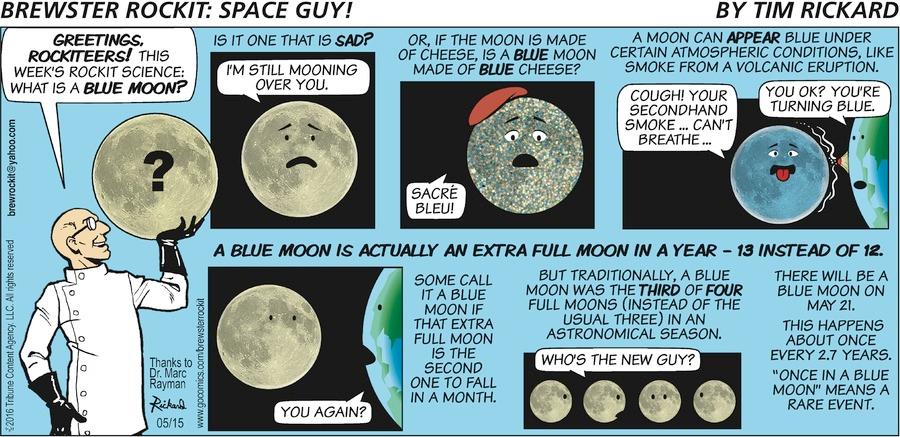 BREWSTER ROCKIT: SPACE GUY!
BY TIM RICKARD
GREETINGS,
ROCKITEERS! THIS
WEEK'S ROCKIT SCIENCE:
WHAT IS A BLUE MOON?
?
brewrockit@yahoo.com
©2016 Tribune Content Agency, LLC. All rights reserved
Thanks to
Dr. Marc
Rayman
Rickard
05/15
www.gocomics.com/brewsterrockit
IS IT ONE THAT IS SAD?
I'M STILL MOONING
OVER YOU.
OR, IF THE MOON IS MADE
OF CHEESE, IS A BLUE MOON
MADE OF BLUE CHEESE?
SACRÉ
BLEU!
A MOON CAN APPEAR BLUE UNDER
CERTAIN ATMOSPHERIC CONDITIONS, LIKE
SMOKE FROM A VOLCANIC ERUPTION.
COUGH! YOUR
SECONDHAND
SMOKE ... CAN'T
BREATHE ...
YOU OK? YOU'RE
TURNING BLUE.
A BLUE MOON IS ACTUALLY AN EXTRA FULL MOON IN A YEAR – 13 INSTEAD OF 12.
YOU AGAIN?
SOME CALL
IT A BLUE
MOON IF
THAT EXTRA
FULL MOON
IS THE
SECOND
ONE TO FALL
IN A MONTH.
BUT TRADITIONALLY, A BLUE
MOON WAS THE THIRD OF FOUR
FULL MOONS (INSTEAD OF THE
USUAL THREE) IN AN
ASTRONOMICAL SEASON.
WHO'S THE NEW GUY?
THERE WILL BE A
BLUE MOON ON
MAY 21.
THIS HAPPENS
ABOUT ONCE
EVERY 2.7 YEARS.
"ONCE IN A BLUE
MOON" MEANS A
RARE EVENT.